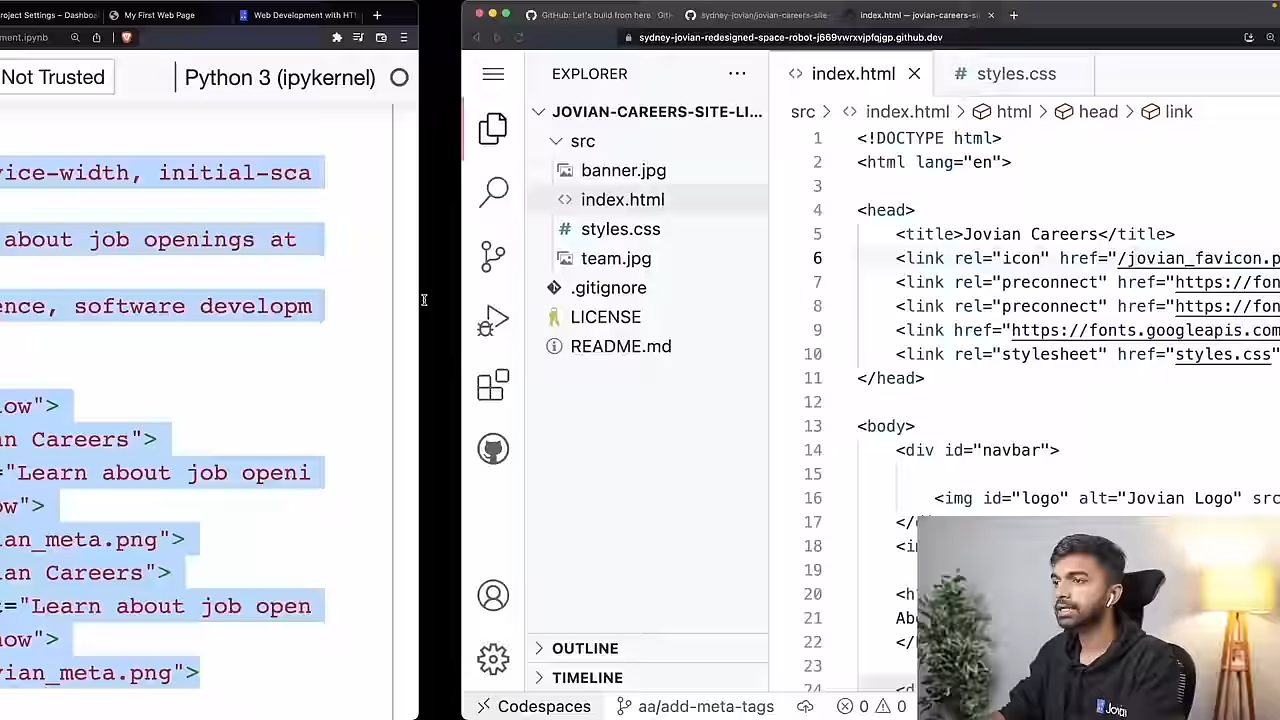 roject Settings – Dashbo
My First Web Page
Web Development with HT
ment.ipynb
Not Trusted
Python 3 (ipykernel)
vice-width, initial-sca
about job openings at
ence, software developm
ow">
n Careers">
="Learn about job openi
ow">
an_meta.png">
an Careers">
t="Learn about job open
now">
vian_meta.png">
GitHub: Let's build from here
sydney-jovian/jovian-careers-site
index.html — jovian-careers-si
sydney-jovian-redesigned-space-robot-j669vwrxvjpfqjgp.github.dev
EXPLORER
JOVIAN-CAREERS-SITE-LI...
src
banner.jpg
index.html
styles.css
team.jpg
.gitignore
LICENSE
README.md
OUTLINE
TIMELINE
index.html
styles.css
src > index.html > html > head > link
1 <!DOCTYPE html>
2 <html lang="en">
3
4 <head>
5 <title>Jovian Careers</title>
6 <link rel="icon" href="/jovian_favicon.p
7 <link rel="preconnect" href="https://fon
8 <link rel="preconnect" href="https://fon
9 <link href="https://fonts.googleapis.com
10 <link rel="stylesheet" href="styles.css"
11 </head>
12
13 <body>
14 <div id="navbar">
15
16 <img id="logo" alt="Jovian Logo" src
17 </
18 <i
19
20 <h
21 Abo
22 </
23
24 <d
Codespaces
aa/add-meta-tags
0
0